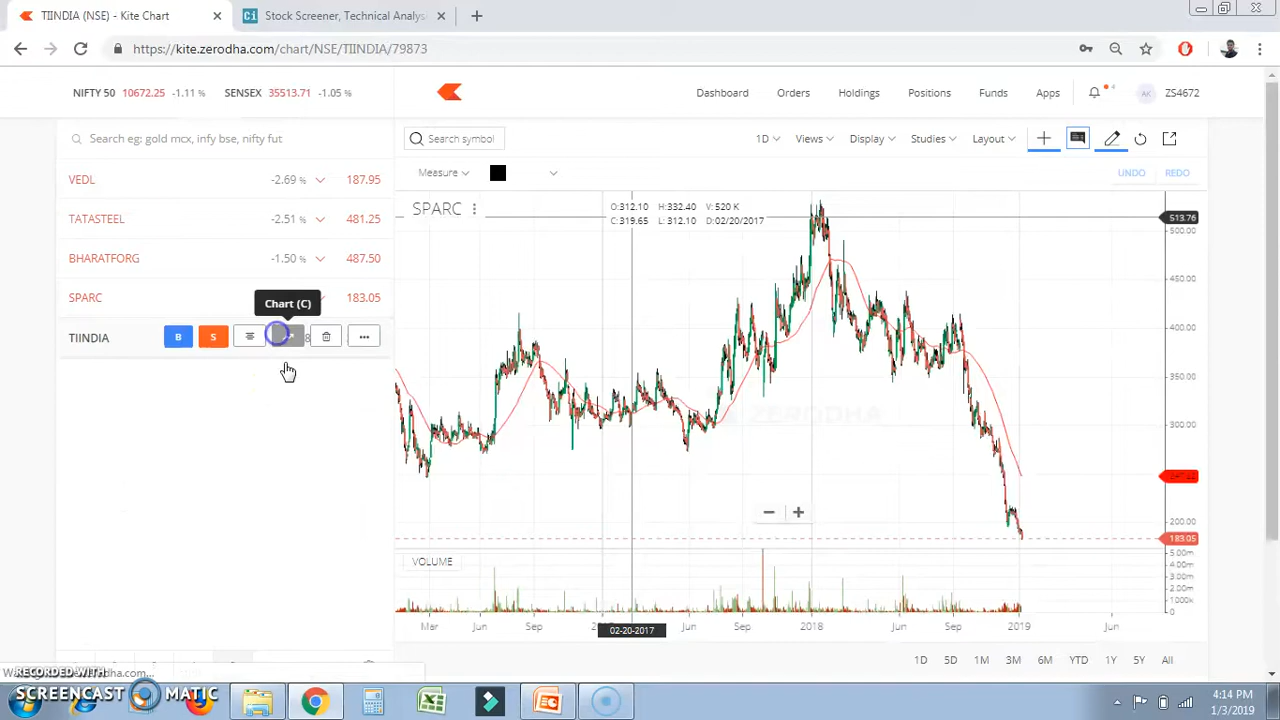 TIINDIA (NSE) - Kite Chart
Stock Screener, Technical Analys
https://kite.zerodha.com/chart/NSE/TIINDIA/79873
NIFTY 50 10672.25 -1.11 % SENSEX 35513.71 -1.05 %
Dashboard Orders Holdings Positions Funds Apps 4 AK ZS4672
Search eg: gold mcx, infy bse, nifty fut
Search symbol 1D Views Display Studies Layout
Measure UNDO REDO
VEDL -2.69 % 187.95
TATASTEEL -2.51 % 481.25
BHARATFORG -1.50 % 487.50
SPARC 183.05
Chart (C)
TIINDIA B S 8
SPARC
O:312.10 H:332.40 V: 520 K
C:319.65 L: 312.10 D:02/20/2017
513.76
500.00
450.00
400.00
350.00
300.00
200.00
183.05
ZERODHA
VOLUME
5.00m
4.00m
3.00m
2.00m
1000k
0
Mar Jun Sep Jun Sep 2018 Jun Sep 2019 Jun
02-20-2017
1D 5D 1M 3M 6M YTD 1Y 5Y All
RECORDED WITH
SCREENCAST MATIC
4:14 PM
1/3/2019